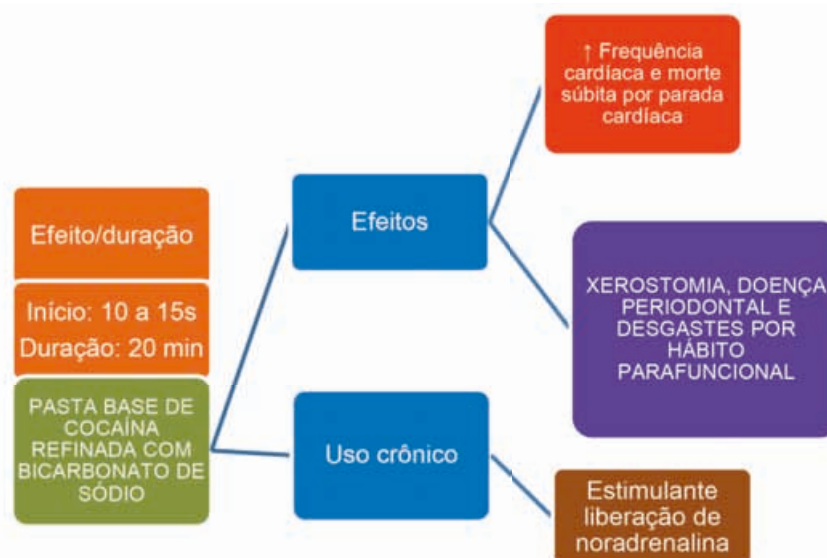 ↑ Frequência
cardíaca e morte
súbita por parada
cardíaca
Efeitos
Efeito/duração
Início: 10 a 15s
Duração: 20 min
XEROSTOMIA, DOENÇA
PERIODONTAL E
DESGASTES POR
HÁBITO
PARAFUNCIONAL
PASTA BASE DE
COCAÍNA
REFINADA COM
BICARBONATO DE
SÓDIO
Uso crônico
Estimulante
liberação de
noradrenalina